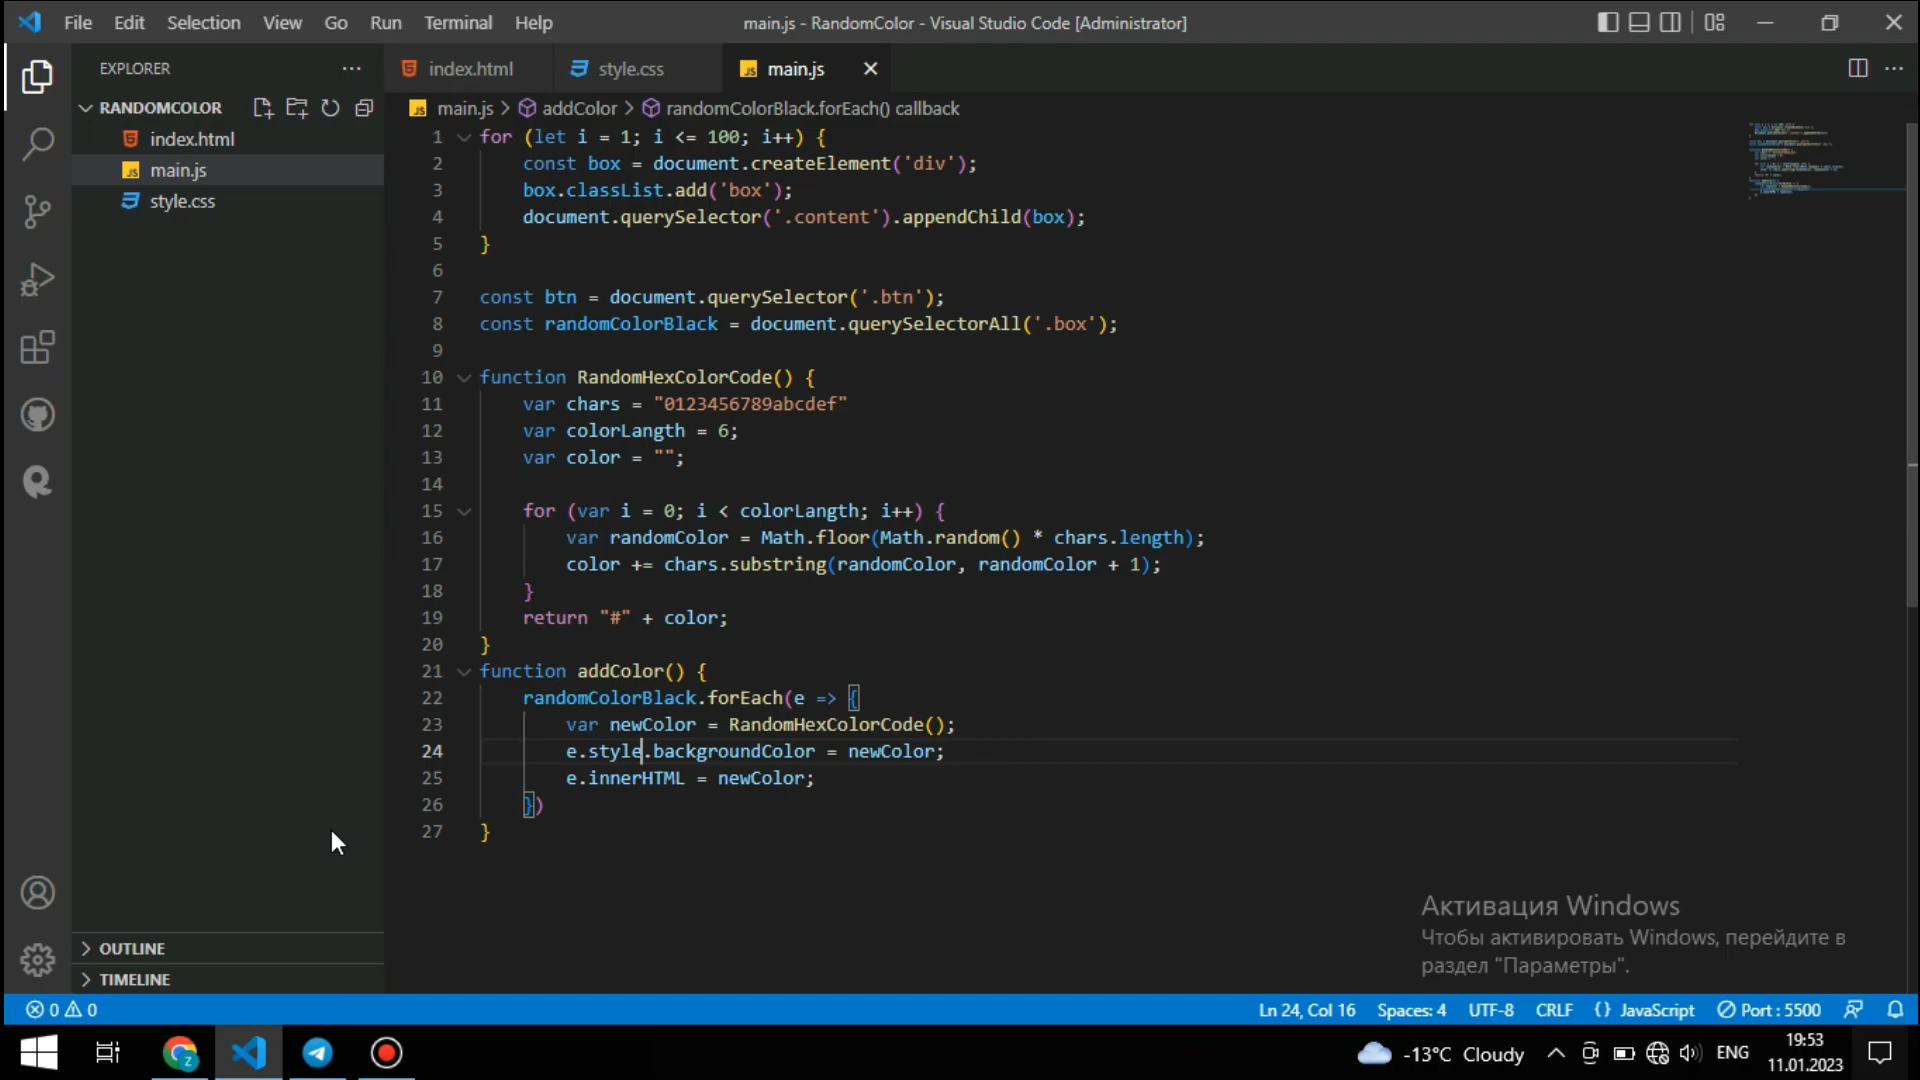 File Edit Selection View Go Run Terminal Help
main.js - RandomColor - Visual Studio Code [Administrator]
EXPLORER
index.html
style.css
main.js
RANDOMCOLOR
index.html
main.js
style.css
main.js > addColor > randomColorBlack.forEach() callback
1 for (let i = 1; i <= 100; i++) {
2 const box = document.createElement('div');
3 box.classList.add('box');
4 document.querySelector('.content').appendChild(box);
5 }
6
7 const btn = document.querySelector('.btn');
8 const randomColorBlack = document.querySelectorAll('.box');
9
10 function RandomHexColorCode() {
11 var chars = "0123456789abcdef"
12 var colorLangth = 6;
13 var color = "";
14
15 for (var i = 0; i < colorLangth; i++) {
16 var randomColor = Math.floor(Math.random() * chars.length);
17 color += chars.substring(randomColor, randomColor + 1);
18 }
19 return "#" + color;
20 }
21 function addColor() {
22 randomColorBlack.forEach(e => {
23 var newColor = RandomHexColorCode();
24 e.style.backgroundColor = newColor;
25 e.innerHTML = newColor;
26 })
27 }
OUTLINE
TIMELINE
Активация Windows
Чтобы активировать Windows, перейдите в
раздел "Параметры".
0 0
Ln 24, Col 16 Spaces: 4 UTF-8 CRLF {} JavaScript Port : 5500
-13°C Cloudy ENG
19:53
11.01.2023